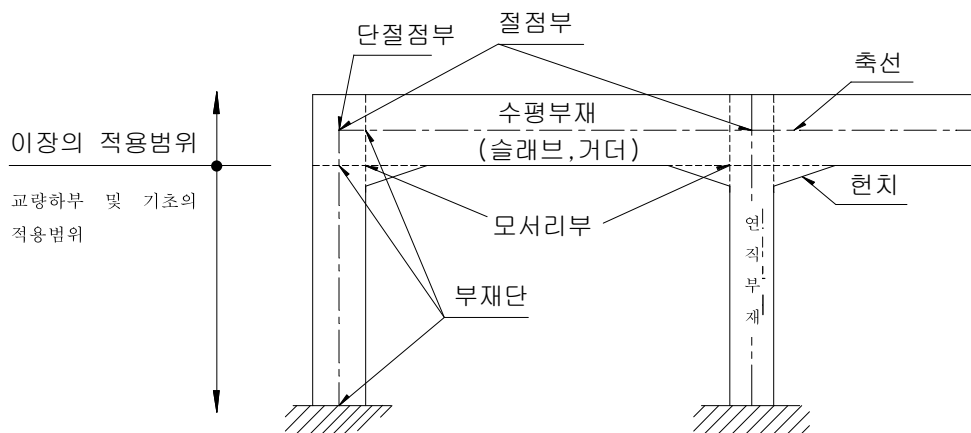 단절점부
절점부
축선
이장의 적용범위
수평부재
(슬래브,거더)
교량하부 및 기초의
적용범위
모서리부
헌치
부재단
연
직
부
재